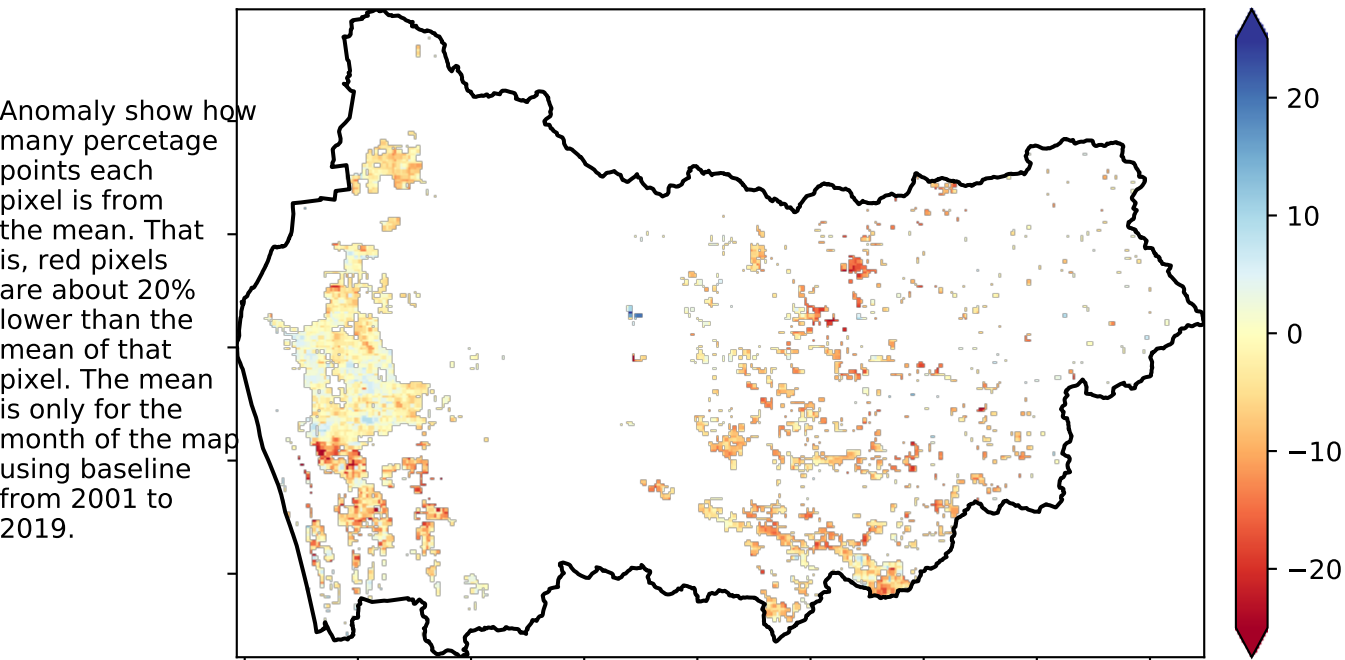 Anomaly show how
many percetage
points each
pixel is from
the mean. That
is, red pixels
are about 20%
lower than the
mean of that
pixel. The mean
is only for the
month of the map
using baseline
from 2001 to
2019.
20
10
0
−10
−20